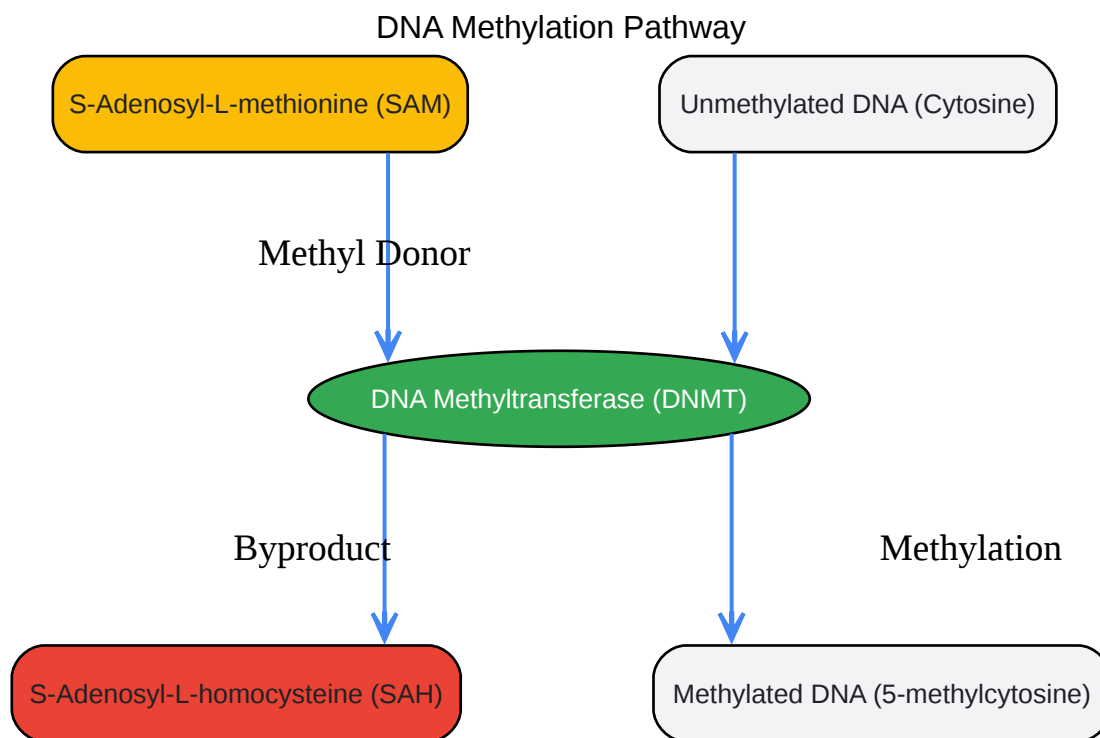 DNA Methylation Pathway
S-Adenosyl-L-methionine (SAM)
Unmethylated DNA (Cytosine)
Methyl Donor
DNA Methyltransferase (DNMT)
Byproduct
Methylation
S-Adenosyl-L-homocysteine (SAH)
Methylated DNA (5-methylcytosine)